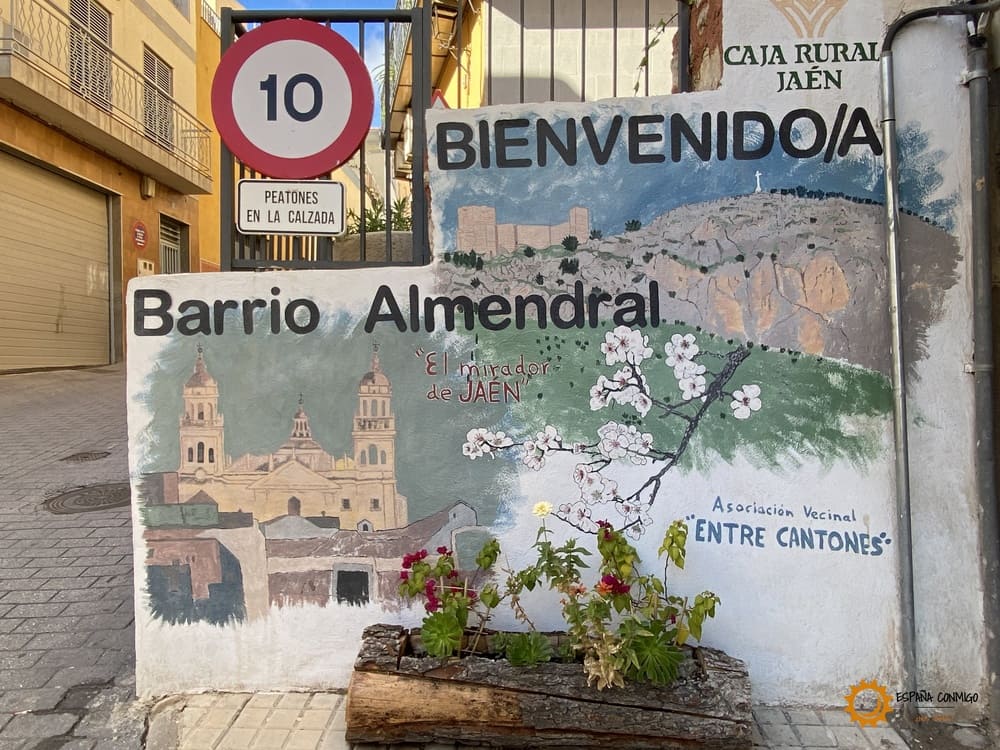 CAJA RURAL
JAÉN
10
PEATONES
EN LA CALZADA
BIENVENIDO/A
Barrio Almendral
"El mirador
de JAÉN"
Asociación Vecinal
"ENTRE CANTONES"
ESPAÑA CONMIGO